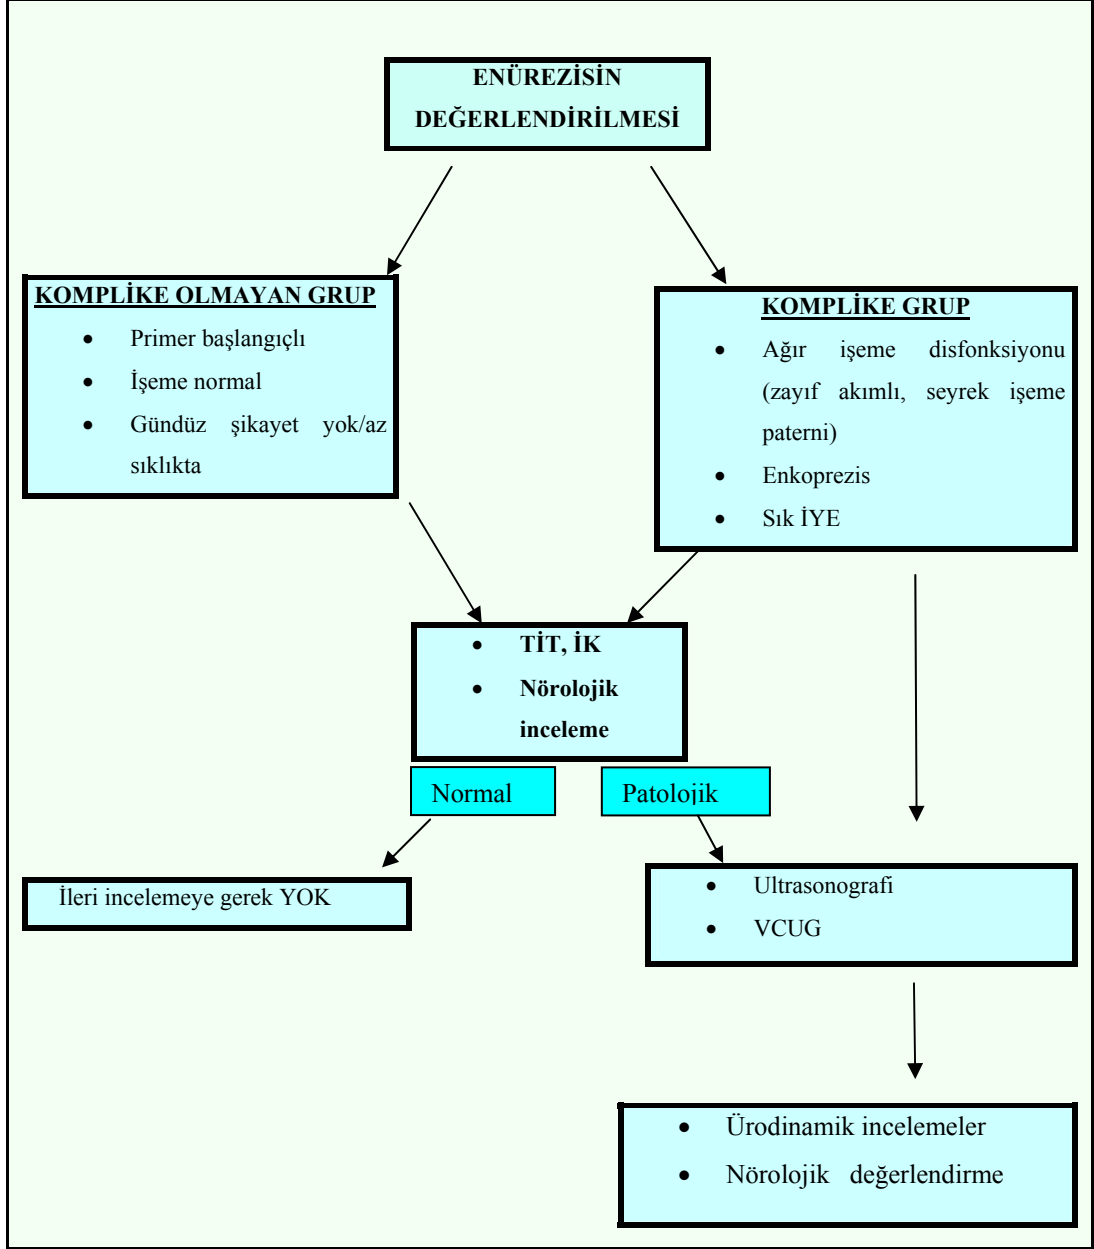 ENÜREZİSİN
DEĞERLENDİRİLMESİ
KOMPLİKE OLMAYAN GRUP
• Primer başlangıçlı
• İşeme normal
• Gündüz şikayet yok/az
sıklıkta
KOMPLİKE GRUP
• Ağır işeme disfonksiyonu
(zayıf akımlı, seyrek işeme
paterni)
• Enkoprezis
• Sık İYE
• TİT, İK
• Nörolojik
inceleme
Normal
Patolojik
İleri incelemeye gerek YOK
• Ultrasonografi
• VCUG
• Ürodinamik incelemeler
• Nörolojik değerlendirme